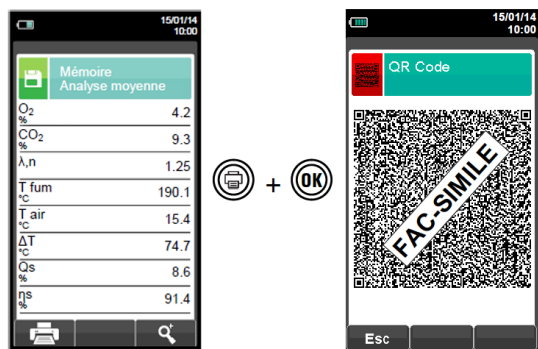 15/01/14
10:00
Mémoire
Analyse moyenne
O2
%
4.2
CO2
%
9.3
λ,n
1.25
T fum
°C
190.1
T air
°C
15.4
ΔT
°C
74.7
Qs
%
8.6
ηs
%
91.4
+
OK
15/01/14
10:00
QR Code
FAC-SIMILE
Esc